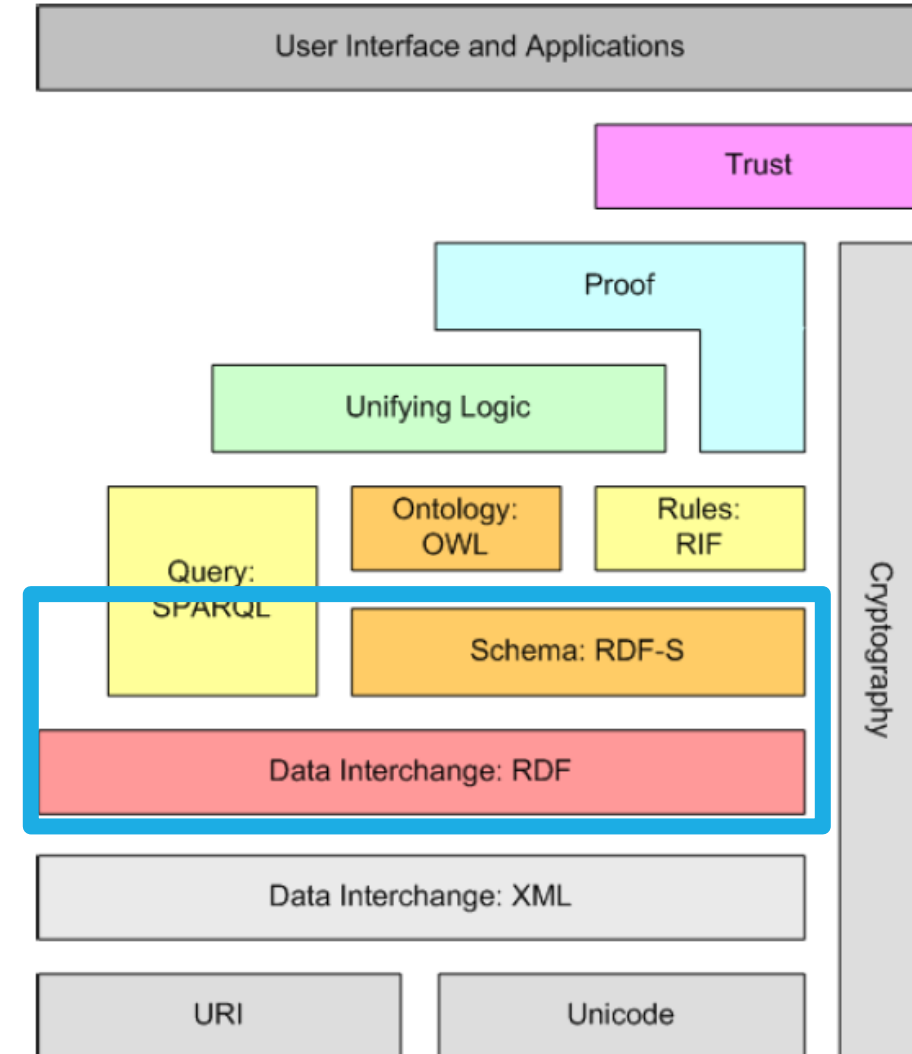 User Interface and Applications
Trust
Proof
Unifying Logic
Query:
SPARQL
Ontology:
OWL
Rules:
RIF
Schema: RDF-S
Data Interchange: RDF
Data Interchange: XML
URI
Unicode
Cryptography